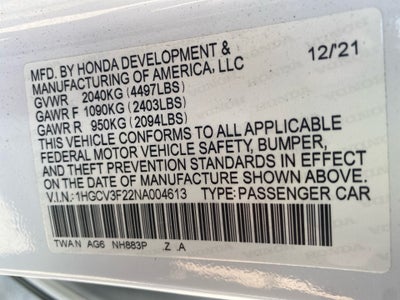 MFD. BY HONDA DEVELOPMENT & 12/'21
MANUFACTURING OF AMERICA, LLC
GVWR 2040KG (4497LBS)
GAWR F 1090KG (2403LBS)
GAWR R 950KG (2094LBS)
THIS VEHICLE CONFORMS TO ALL APPLICABLE
FEDERAL MOTOR VEHICLE SAFETY, BUMPER,
AND THEFT PREVENTION STANDARDS IN EFFECT
ON THE DATE OF MANUFACTURE SHOWN ABOVE.
V.I.N.:1HGCV3F22NA004613 TYPE:PASSENGER CAR
TWA N AG6 NH883P Z .A